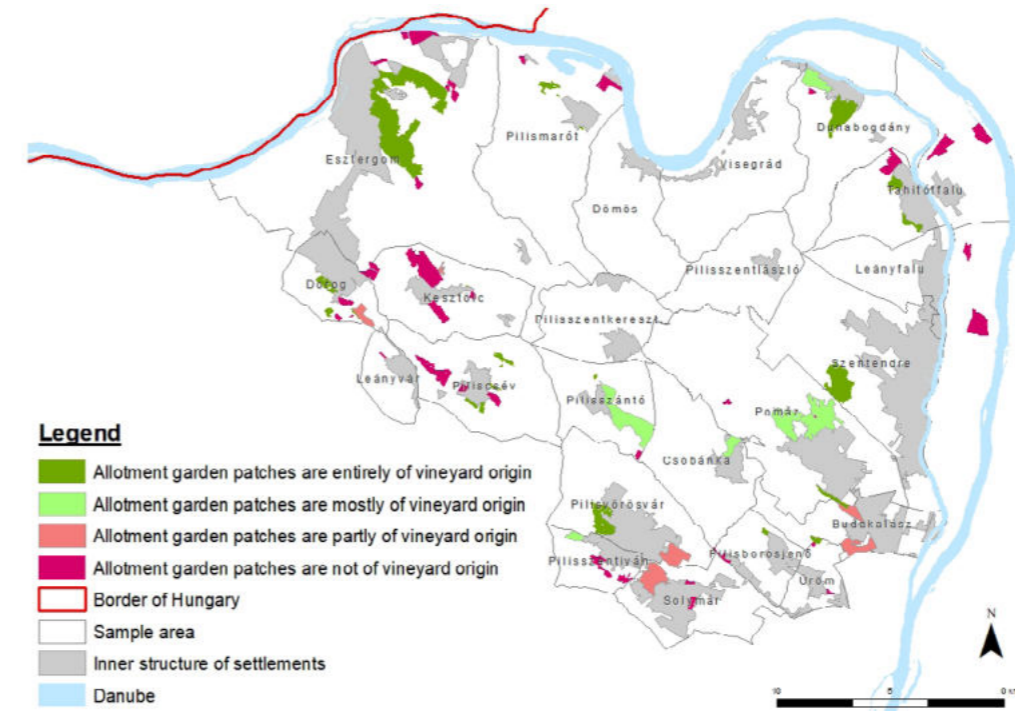 Pilismarót
Dunabogdány
Visegrád
Esztergom
Tahitótfalu
Dömös
Pilisszentlászló
Leányfalu
Dorog
Kesztölc
Pilisszentkereszt
Szentendre
Leányvár
Piliscsév
Pilisszántó
Pomáz
Csobánka
Legend
Allotment garden patches are entirely of vineyard origin
Allotment garden patches are mostly of vineyard origin
Allotment garden patches are partly of vineyard origin
Allotment garden patches are not of vineyard origin
Border of Hungary
Sample area
Inner structure of settlements
Danube
Pilisvörösvár
Budakalász
Pilisszentiván
Pilisborosjenő
Üröm
Solymár
N
10 5 0